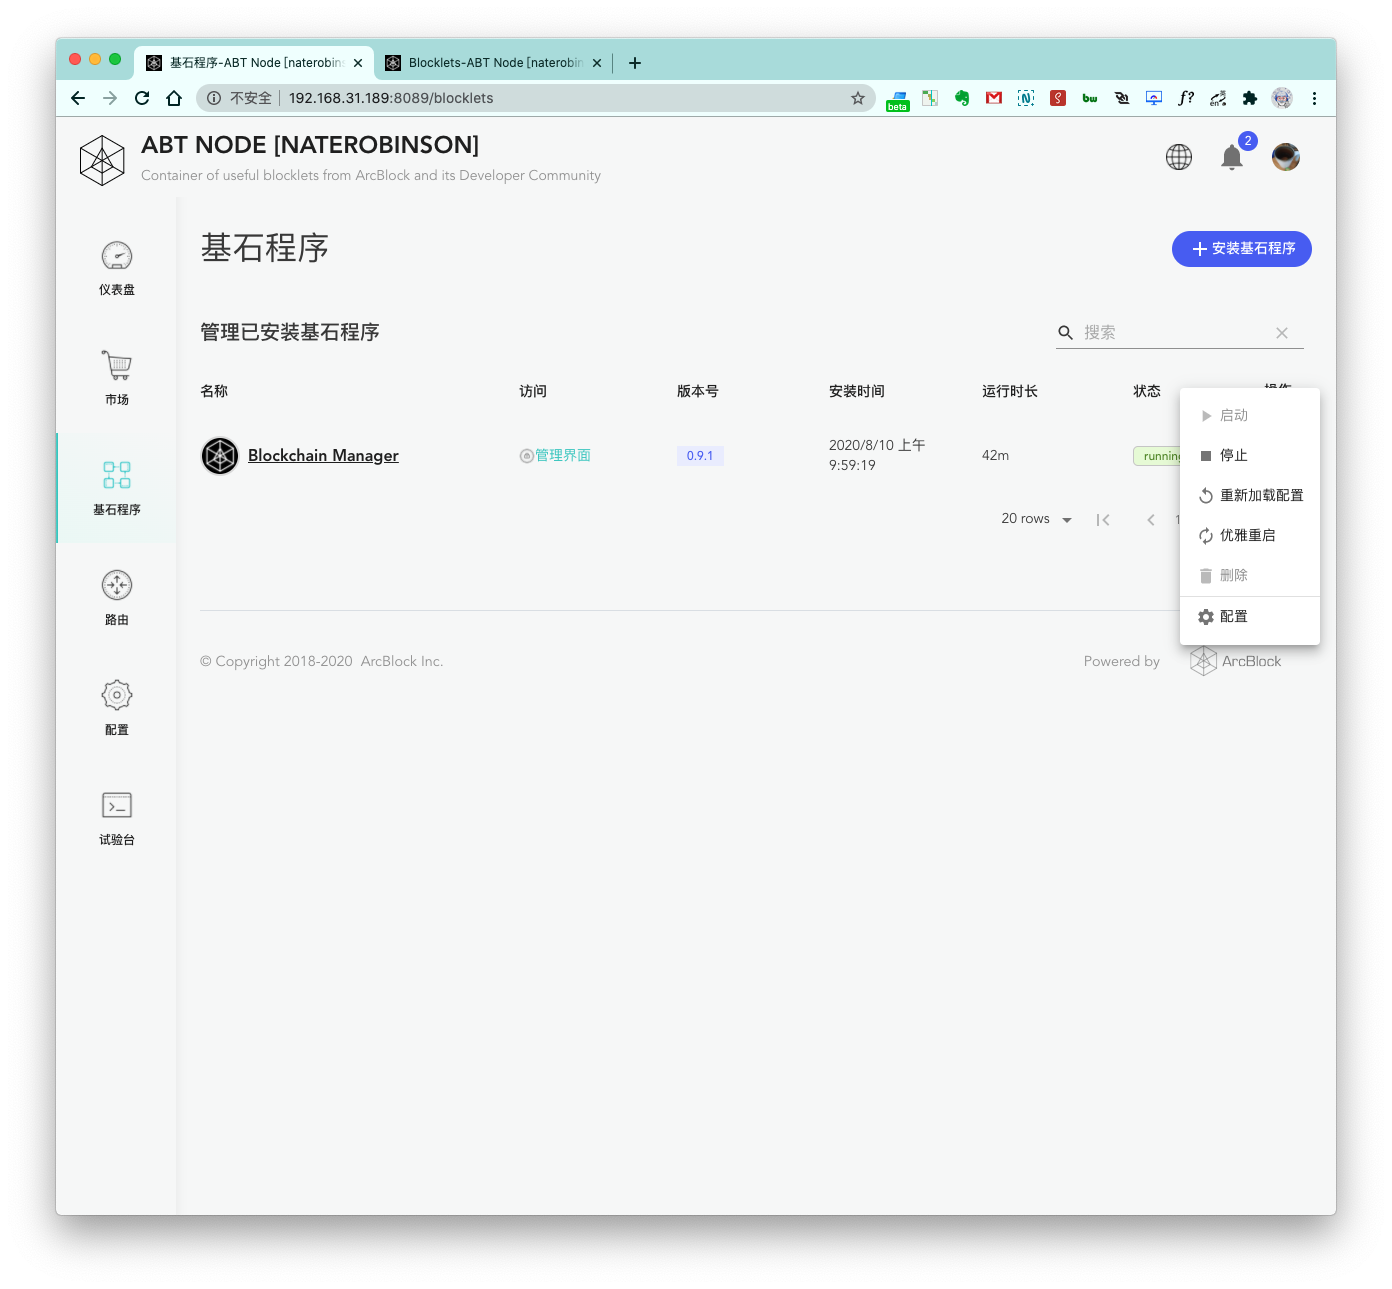 基石程序-ABT Node [naterobin
Blocklets-ABT Node [naterobin
不安全
192.168.31.189:8089/blocklets
beta
N
bw
f?
en
ABT NODE [NATEROBINSON]
Container of useful blocklets from ArcBlock and its Developer Community
2
仪表盘
市场
基石程序
路由
配置
试验台
基石程序
安装基石程序
管理已安装基石程序
搜索
名称
访问
版本号
安装时间
运行时长
状态
操作
Blockchain Manager
管理界面
0.9.1
2020/8/10 上午
9:59:19
42m
running
20 rows
1
启动
停止
重新加载配置
优雅重启
删除
配置
© Copyright 2018-2020 ArcBlock Inc.
Powered by
ArcBlock